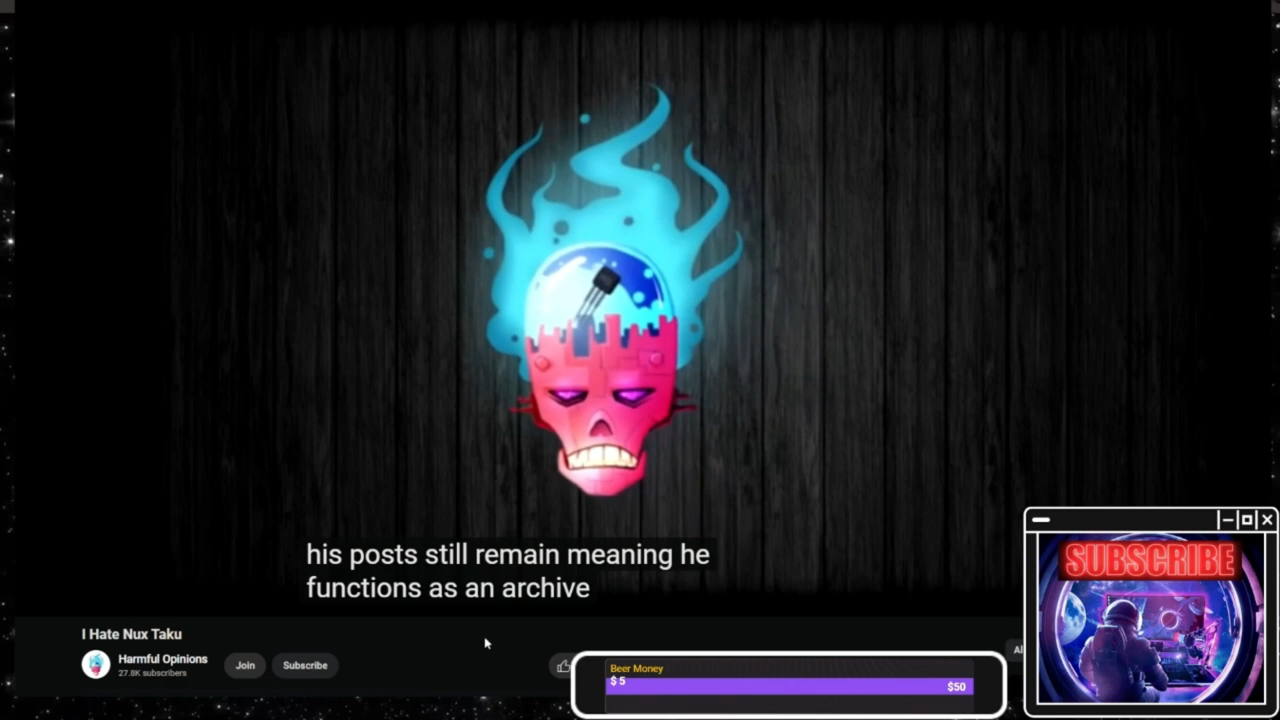 his posts still remain meaning he
functions as an archive
I Hate Nux Taku
Harmful Opinions
27.8K subscribers
Join
Subscribe
Al
Beer Money
$ 5
$50
SUBSCRIBE